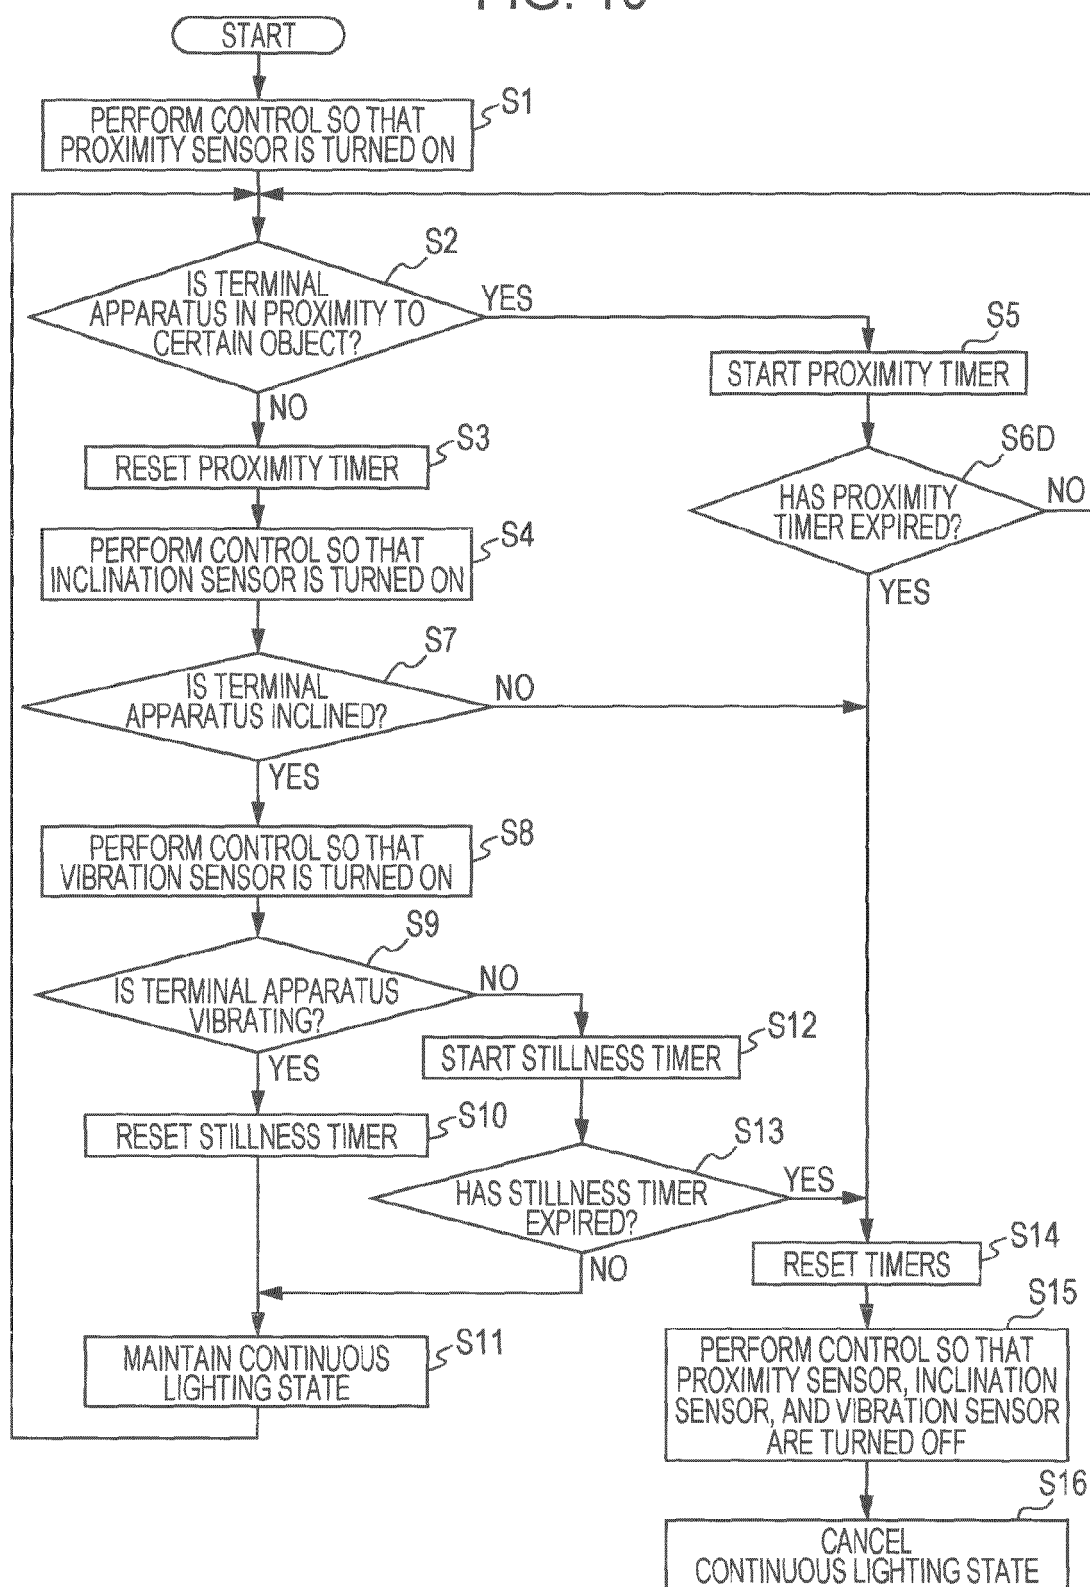 START
S1
PERFORM CONTROL SO THAT
PROXIMITY SENSOR IS TURNED ON
S2
IS TERMINAL
APPARATUS IN PROXIMITY TO
CERTAIN OBJECT?
YES
NO
S5
START PROXIMITY TIMER
S3
RESET PROXIMITY TIMER
S6D
HAS PROXIMITY
TIMER EXPIRED?
NO
YES
S4
PERFORM CONTROL SO THAT
INCLINATION SENSOR IS TURNED ON
S7
IS TERMINAL
APPARATUS INCLINED?
NO
YES
S8
PERFORM CONTROL SO THAT
VIBRATION SENSOR IS TURNED ON
S9
IS TERMINAL APPARATUS
VIBRATING?
NO
YES
S12
START STILLNESS TIMER
S10
RESET STILLNESS TIMER
S13
HAS STILLNESS TIMER
EXPIRED?
YES
NO
S14
RESET TIMERS
S11
MAINTAIN CONTINUOUS
LIGHTING STATE
S15
PERFORM CONTROL SO THAT
PROXIMITY SENSOR, INCLINATION
SENSOR, AND VIBRATION SENSOR
ARE TURNED OFF
S16
CANCEL
CONTINUOUS LIGHTING STATE